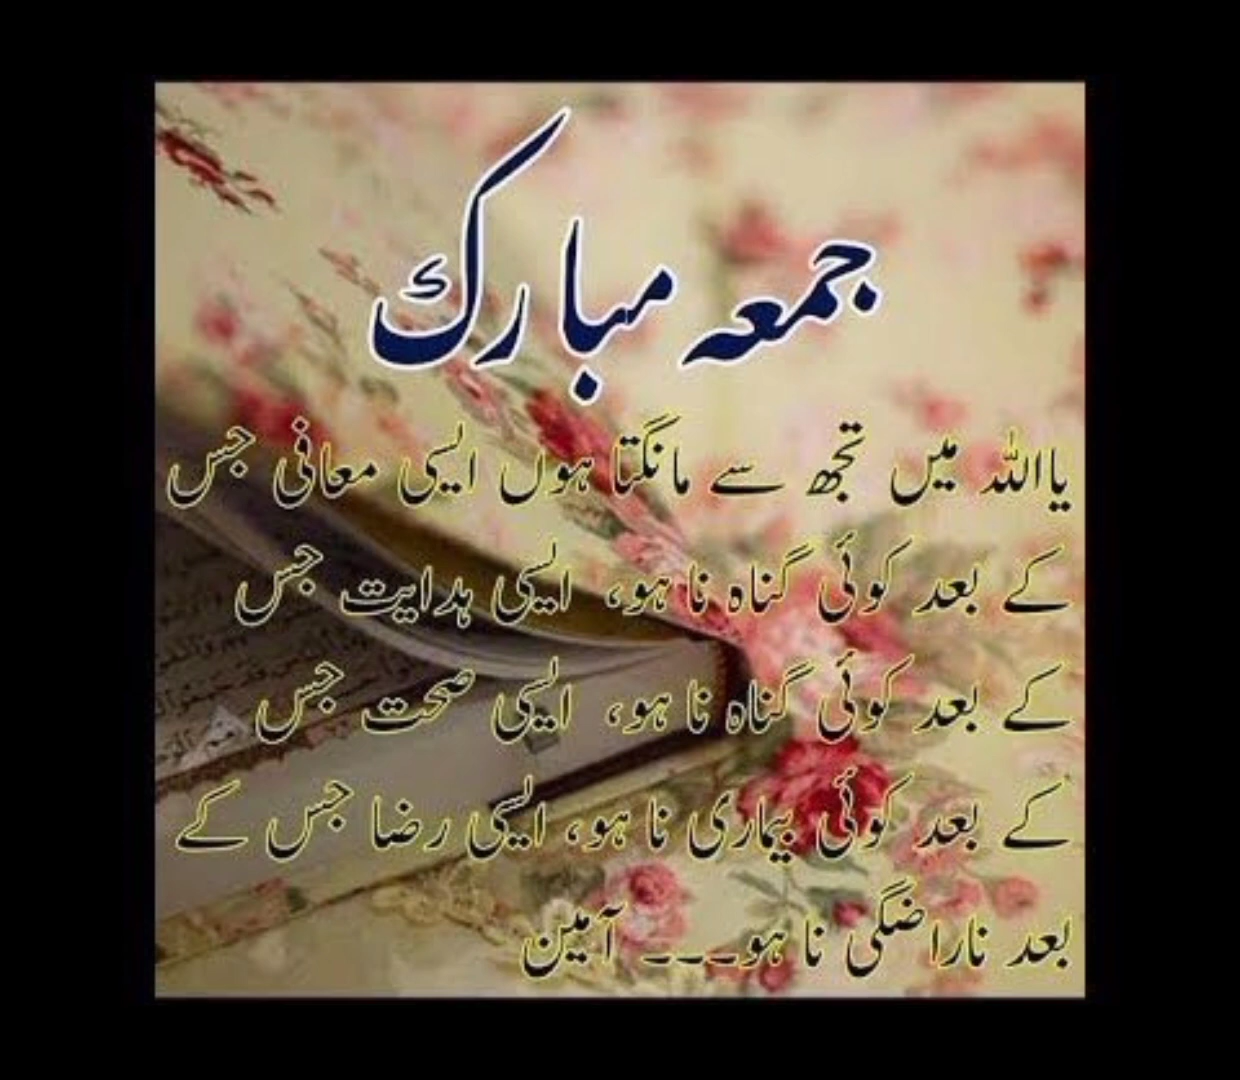 جمعہ مبارک
یااللہ میں تجھ سے مانگتا ہوں ایسی معافی جس
کے بعد کوئی گناہ نا ہو، ایسی ہدایت جس
کے بعد کوئی گناہ نا ہو، ایسی صحت جس
کے بعد کوئی بیماری نا ہو، ایسی رضا جس کے
بعد ناراضگی نا ہو۔۔۔ آمین